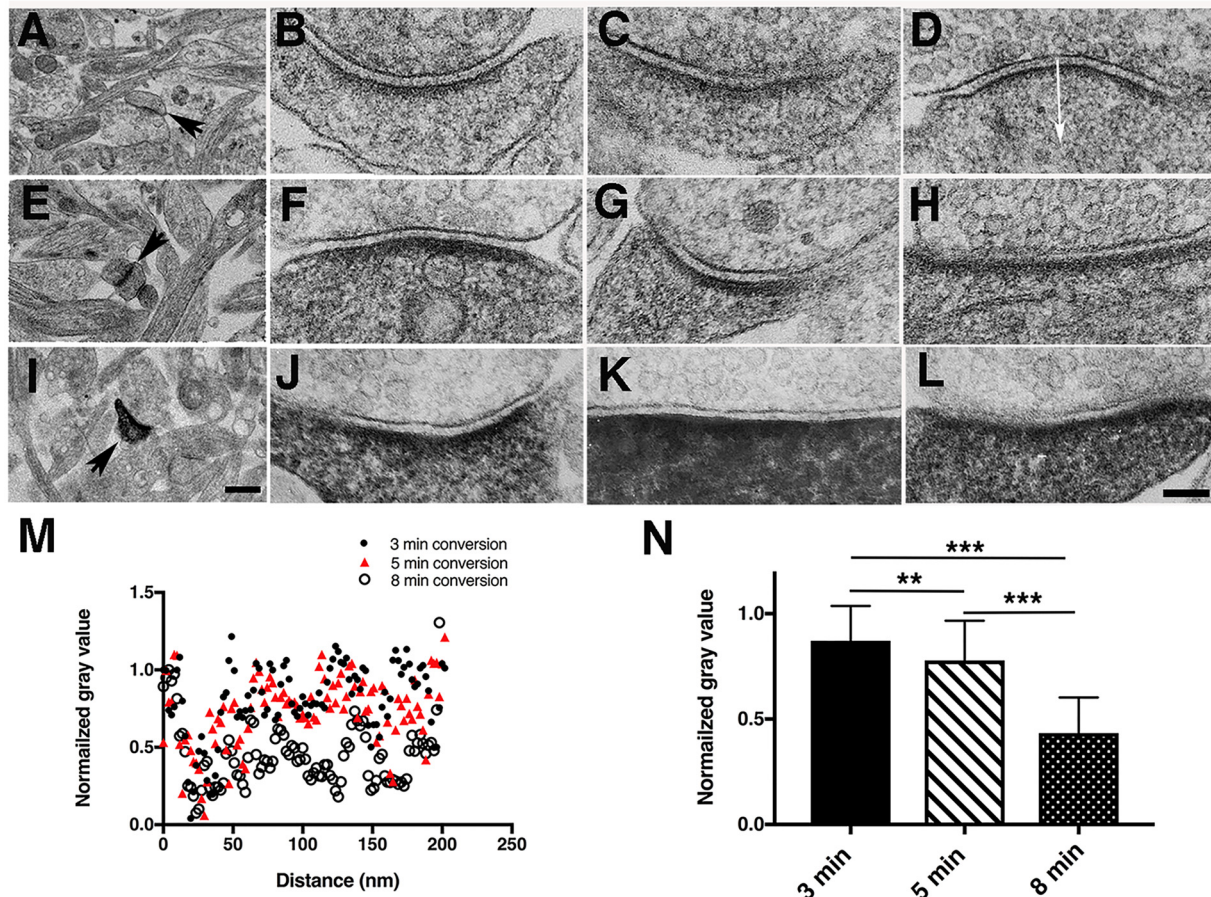 A B C D
E F G H
I J K L
M
3 min conversion
5 min conversion
8 min conversion
1.5
1.0
0.5
0.0
Normalized gray value
0 50 100 150 200 250
Distance (nm)
N
***
**
***
1.0
0.5
0.0
Normailzed gray value
3 min 5 min 8 min